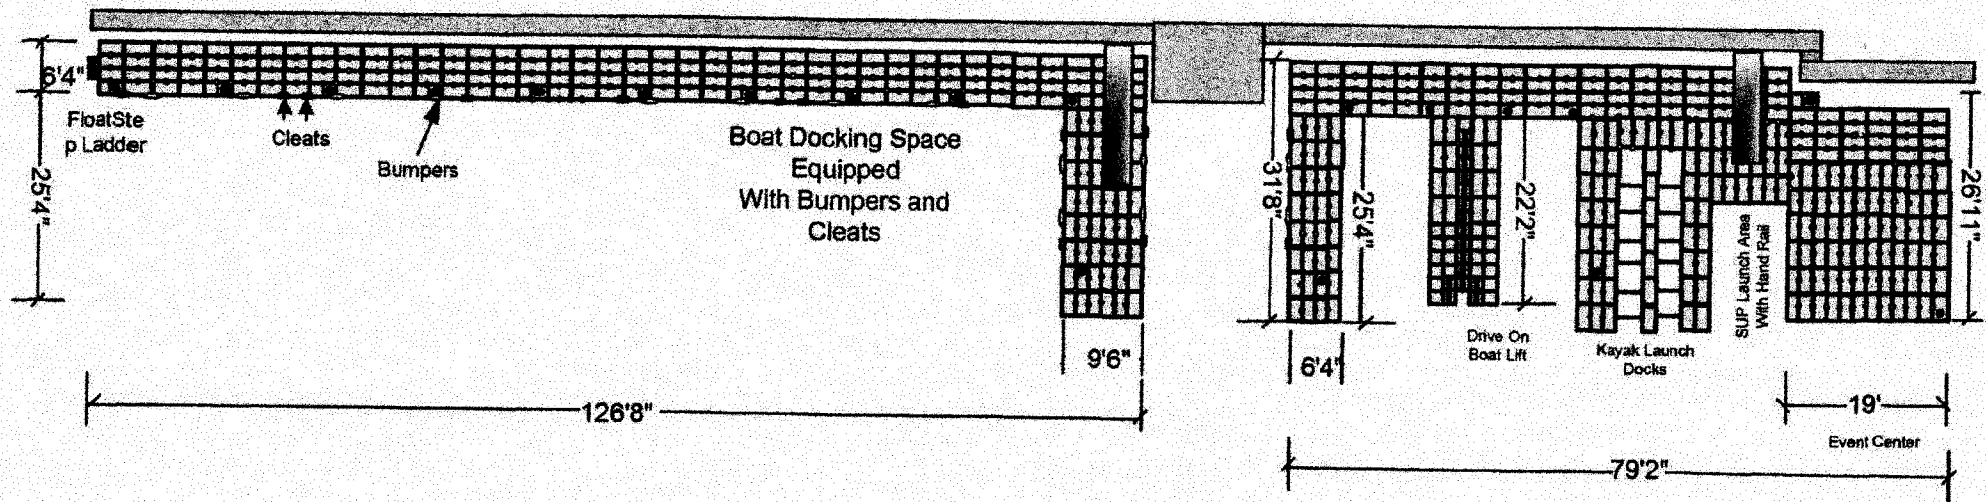 6'4"
FloatSte
p Ladder
25'4"
Cleats
Bumpers
Boat Docking Space
Equipped
With Bumpers and
Cleats
9'6"
126'8"
31'8"
25'4"
6'4"
22'2"
Drive On
Boat Lift
Kayak Launch
Docks
SUP Launch Area
With Hand Rail
26'11"
19'
Event Center
79'2"